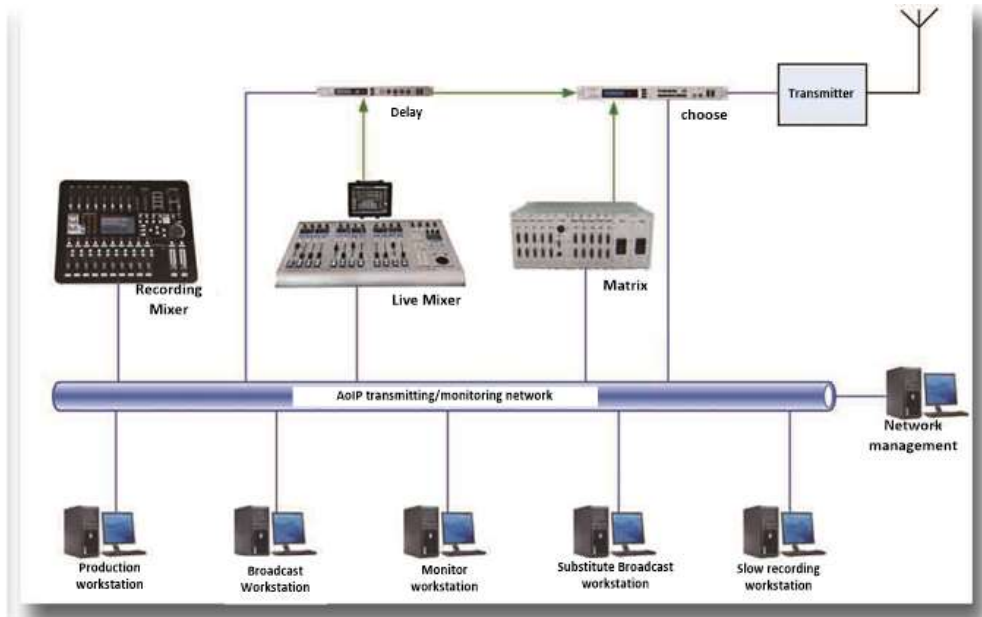 Transmitter
Delay
choose
Recording
Mixer
Live Mixer
Matrix
AoIP transmitting/monitoring network
Network
management
Production
workstation
Broadcast
Workstation
Monitor
workstation
Substitute Broadcast
workstation
Slow recording
workstation